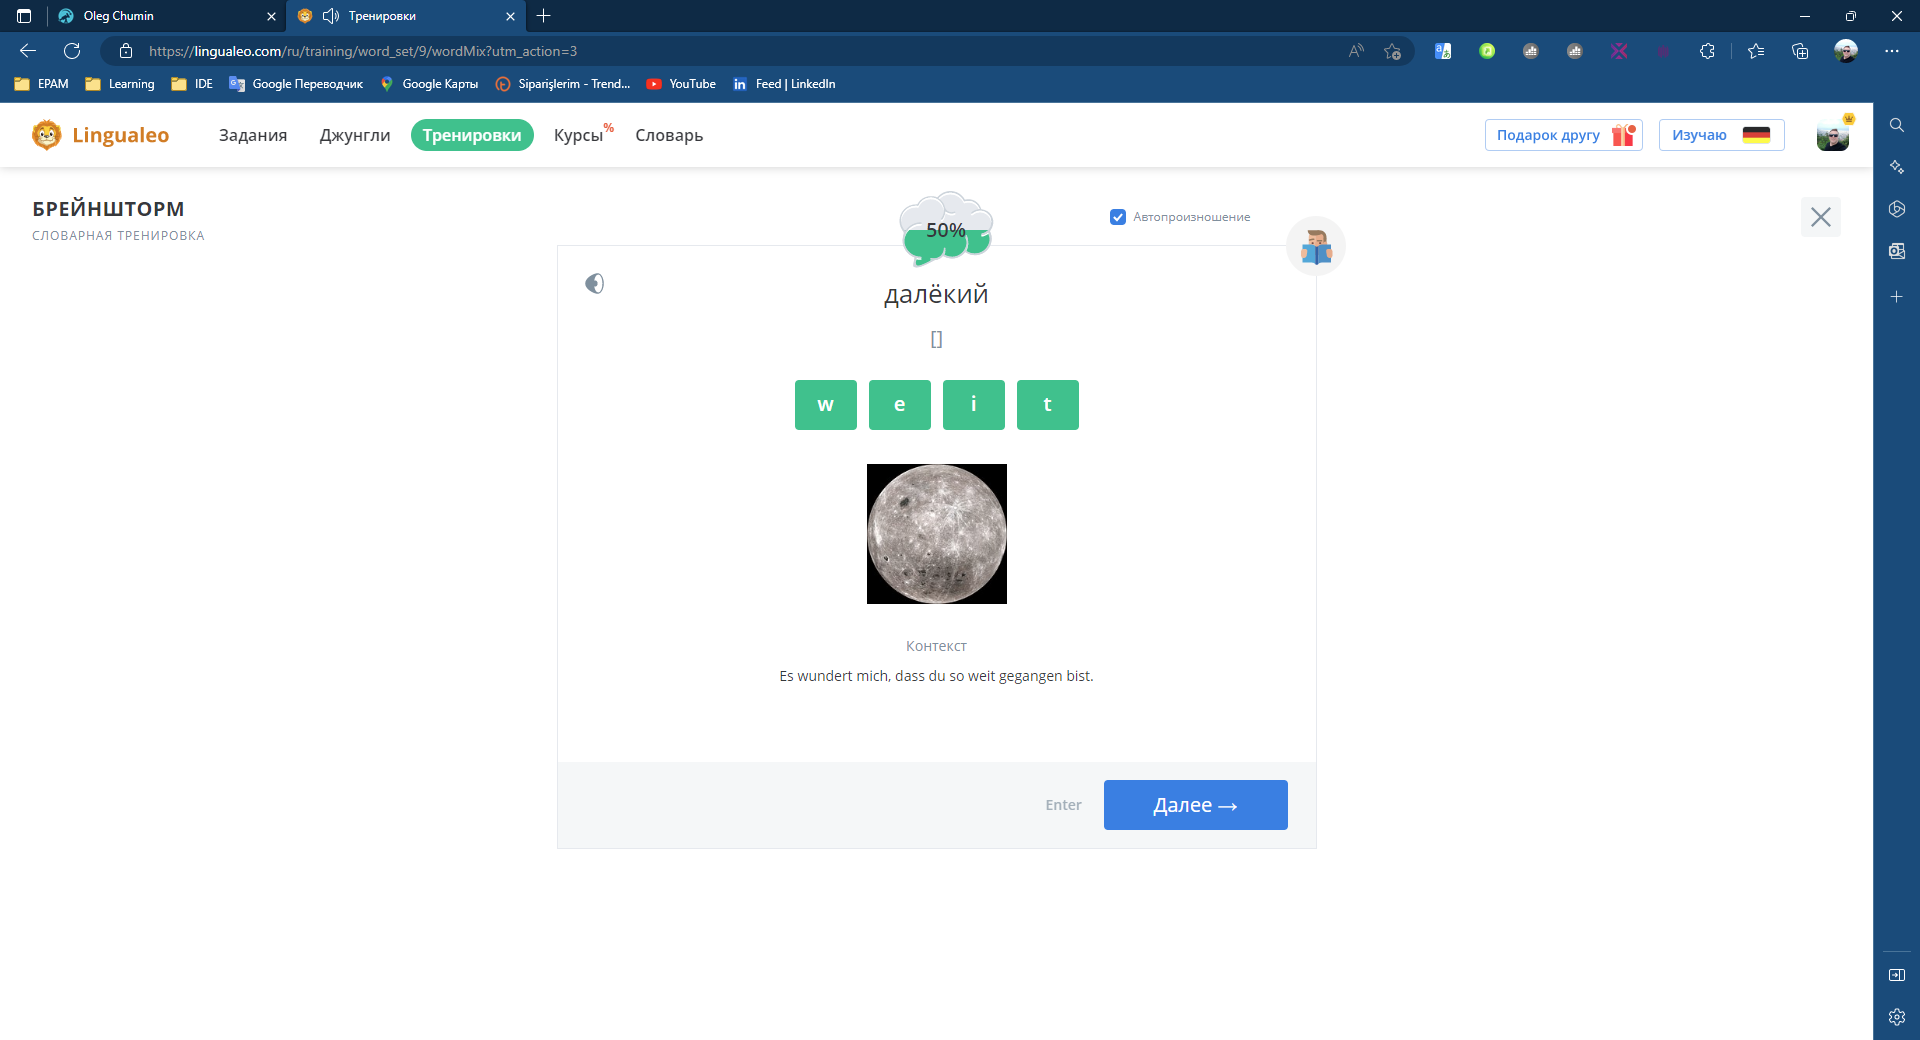 Oleg Chumin
Тренировки
https://lingualeo.com/ru/training/word_set/9/wordMix?utm_action=3
EPAM Learning IDE Google Переводчик Google Карты Siparişlerim - Trend... YouTube Feed | LinkedIn
Lingualeo Задания Джунгли Тренировки Курсы% Словарь Подарок другу Изучаю
БРЕЙНШТОРМ
СЛОВАРНАЯ ТРЕНИРОВКА
50%
Автопроизношение
далёкий
[]
w e i t
Контекст
Es wundert mich, dass du so weit gegangen bist.
Enter Далее →